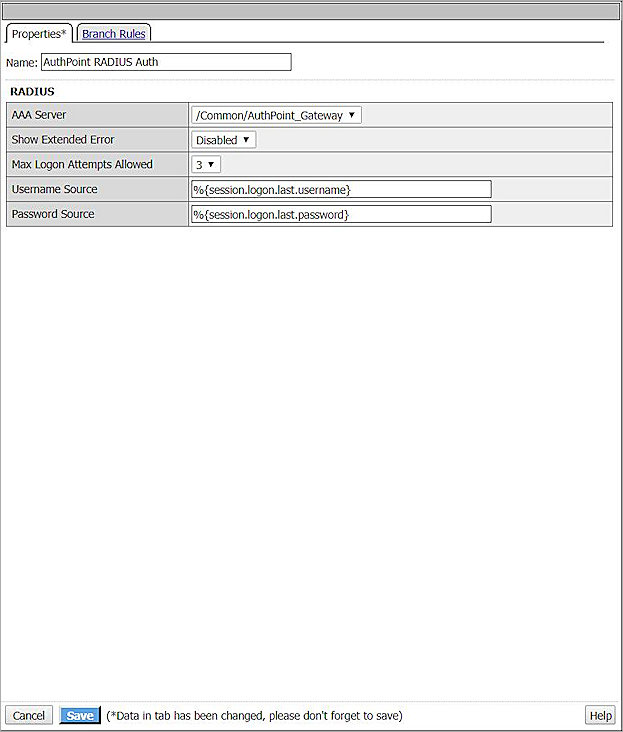 Properties* Branch Rules
Name: AuthPoint RADIUS Auth
RADIUS
AAA Server /Common/AuthPoint_Gateway
Show Extended Error Disabled
Max Logon Attempts Allowed 3
Username Source %{session.logon.last.username}
Password Source %{session.logon.last.password}
Cancel Save (*Data in tab has been changed, please don't forget to save) Help